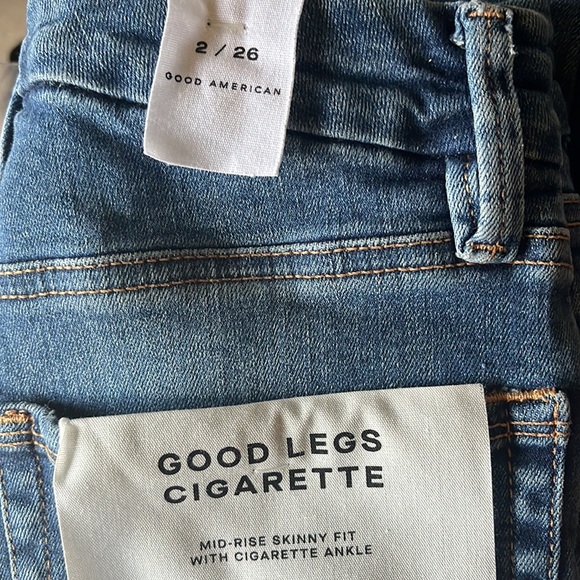 2 / 26
GOOD AMERICAN
GOOD LEGS
CIGARETTE
MID-RISE SKINNY FIT
WITH CIGARETTE ANKLE